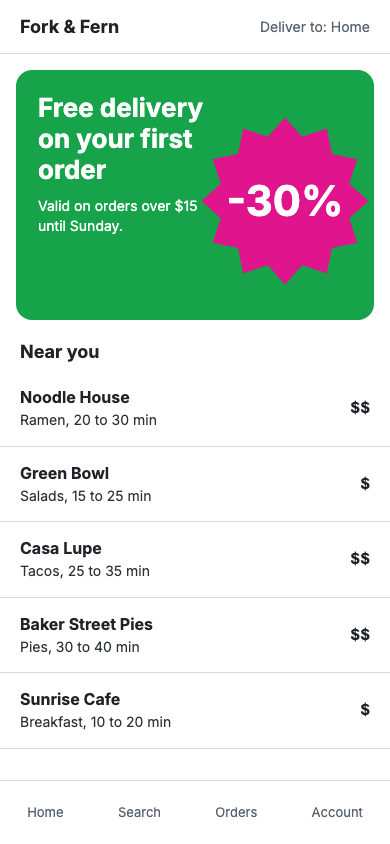 Fork & Fern
Deliver to: Home
Free delivery
on your first
order
Valid on orders over $15
until Sunday.
-30%
Near you
Noodle House
$$
Ramen, 20 to 30 min
Green Bowl
$
Salads, 15 to 25 min
Casa Lupe
$$
Tacos, 25 to 35 min
Baker Street Pies
$$
Pies, 30 to 40 min
Sunrise Cafe
$
Breakfast, 10 to 20 min
Home
Search
Orders
Account